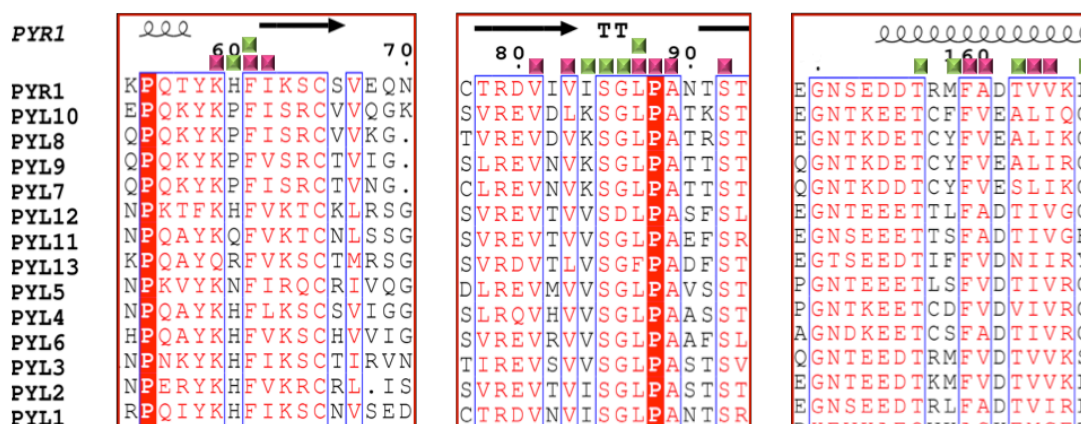 PYR1 TT
60 70 80 90 160
PYR1 KPQTYKHFIKSCSVEQN CTRDVIVISGLPANTST EGNSEDDTRMFADTVVK
PYL10 EPQKYKPFISRCVVQGK SVREVDLKSGLPATKST EGNTKEETCFFVEALIQ
PYL8 QPQKYKPFISRCVVKG. TVREVDVKSGLPATRST EGNTKDETCYFVEALIK
PYL9 QPQKYKPFVSRCTVIG. SLREVNVKSGLPATTST EGNTKDETCYFVEALIR
PYL7 QPQKYKPFISRCTVNG. CLREVNVKSGLPATTST QGNTKDDTCYFVESLIK
PYL12 NPKTFKHFVKTCKLRSG SVREVTVVSDLPASFSL EGNTEEETTLFADTIVG
PYL11 NPQAYKQFVKTCNLSSG SVREVTVVSGLPAEFSR EGNSEEETTSFADTIVG
PYL13 KPQAYQRFVKSCTMRSG SVRDVTLVSGFPADFST EGTSEEDTIFFVDNIIR
PYL5 NPKVYKNFIRQCRIVQG DLREVMVVSGLPAVSST PGNTEEETLSFVDTIVR
PYL4 NPQAYKHFLKSCSVIGG SLRQVHVVSGLPAASST PGNTKEETCDFVDVIVR
PYL6 HPQAYKHFVKSCHVVIG SVREVRVVSGLPAAFSL AGNDKEETCSFADTIVR
PYL3 NPNKYKHFVKSCTIRVN TIREVSVVSGLPASTSV QGNTEEDTRMFVDTVVK
PYL2 NPERYKHFVKRCRL.IS SVREVTVISGLPASTST EGNTEEDTKMFVDTVVK
PYL1 RPQIYKHFIKSCNVSED CTRDVNVISGLPANTSR EGNSEEDTRLFADTVIR